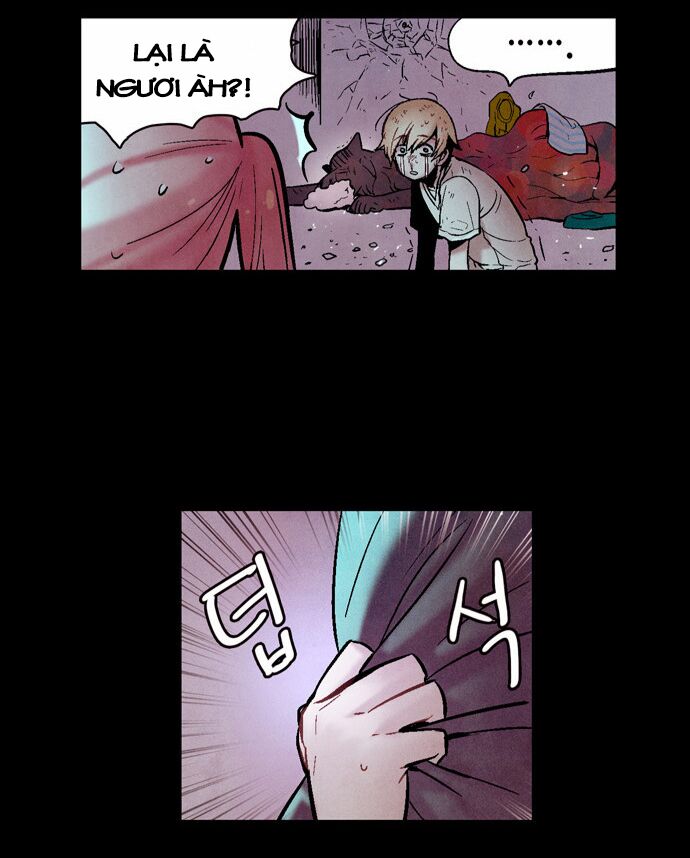 LẠI LÀ
NGƯƠI ÀH?!
.......
덥
석